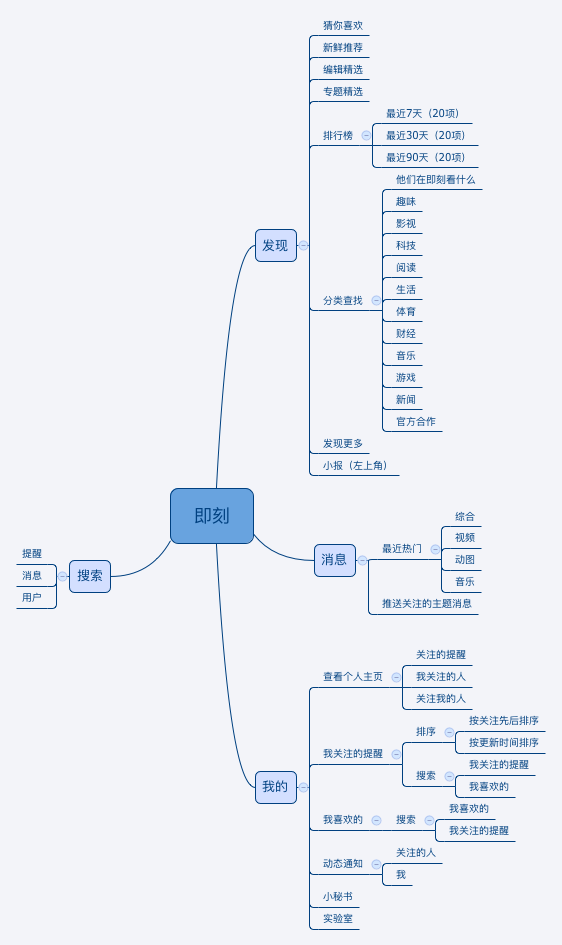 即刻
发现
猜你喜欢
新鲜推荐
编辑精选
专题精选
排行榜
最近7天（20项）
最近30天（20项）
最近90天（20项）
分类查找
他们在即刻看什么
趣味
影视
科技
阅读
生活
体育
财经
音乐
游戏
新闻
官方合作
发现更多
小报（左上角）
消息
最近热门
综合
视频
动图
音乐
推送关注的主题消息
搜索
提醒
消息
用户
我的
查看个人主页
关注的提醒
我关注的人
关注我的人
我关注的提醒
排序
按关注先后排序
按更新时间排序
搜索
我关注的提醒
我喜欢的
我喜欢的
搜索
我喜欢的
我关注的提醒
动态通知
关注的人
我
小秘书
实验室